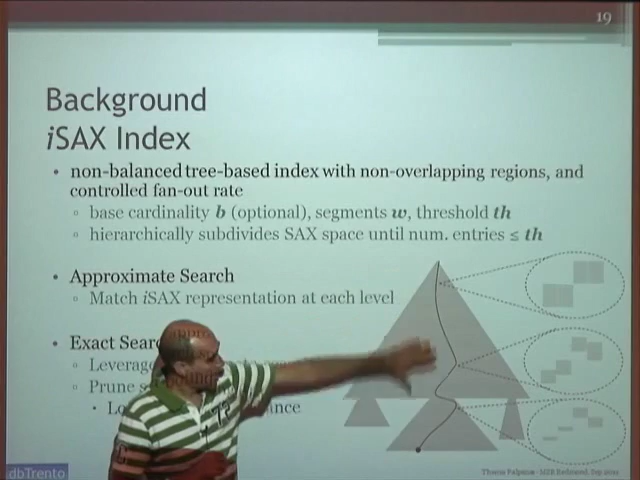 19
Background
iSAX Index
• non-balanced tree-based index with non-overlapping regions, and
controlled fan-out rate
▫ base cardinality b (optional), segments w, threshold th
▫ hierarchically subdivides SAX space until num. entries ≤ th
• Approximate Search
▫ Match iSAX representation at each level
• Exact Sear
▫ Leverage
▫ Prune
dbTrento